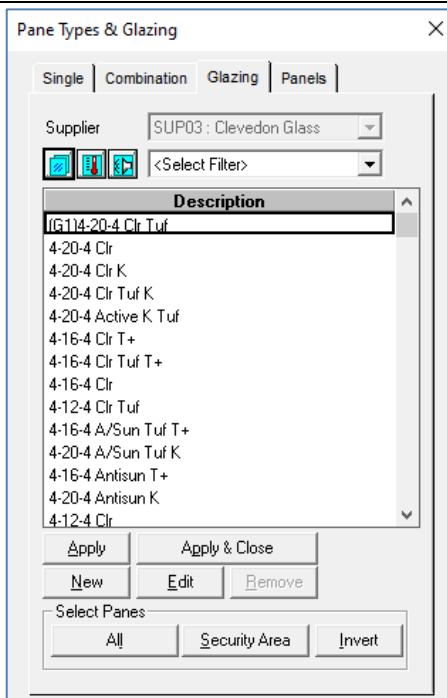 Pane Types & Glazing
Single Combination Glazing Panels
Supplier SUP03 : Clevedon Glass
<Select Filter>
Description
(G1)4-20-4 Clr Tuf
4-20-4 Clr
4-20-4 Clr K
4-20-4 Clr Tuf K
4-20-4 Active K Tuf
4-16-4 Clr T+
4-16-4 Clr Tuf T+
4-16-4 Clr
4-12-4 Clr Tuf
4-16-4 A/Sun Tuf T+
4-20-4 A/Sun Tuf K
4-16-4 Antisun T+
4-20-4 Antisun K
4-12-4 Clr
Apply Apply & Close
New Edit Remove
Select Panes
All Security Area Invert